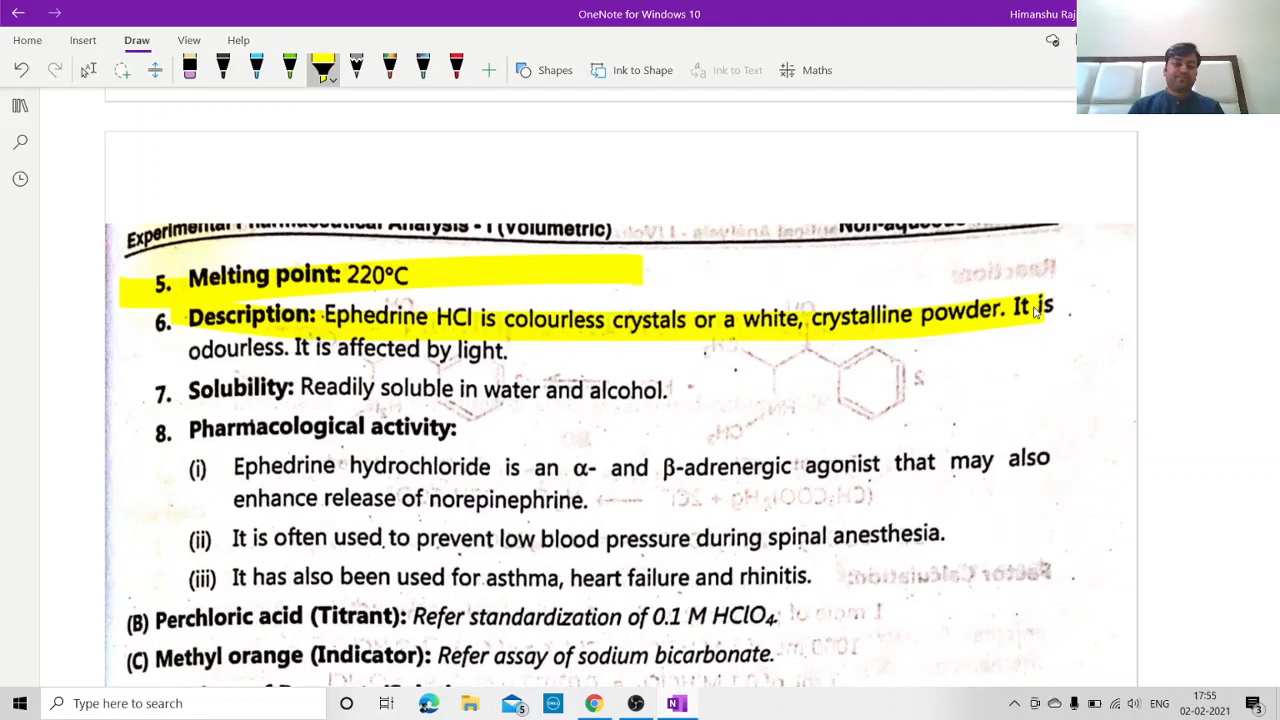 OneNote for Windows 10
Himanshu Raj
Home Insert Draw View Help
Shapes Ink to Shape Ink to Text Maths
Experimental Pharmaceutical Analysis - I (Volumetric) Non-aqueous
5. Melting point: 220°C
6. Description: Ephedrine HCl is colourless crystals or a white, crystalline powder. It is
odourless. It is affected by light.
7. Solubility: Readily soluble in water and alcohol.
8. Pharmacological activity:
(i) Ephedrine hydrochloride is an α- and β-adrenergic agonist that may also
enhance release of norepinephrine.
(ii) It is often used to prevent low blood pressure during spinal anesthesia.
(iii) It has also been used for asthma, heart failure and rhinitis.
(B) Perchloric acid (Titrant): Refer standardization of 0.1 M HClO₄.
(C) Methyl orange (Indicator): Refer assay of sodium bicarbonate.
Type here to search
5
DELL
17:55
02-02-2021
3